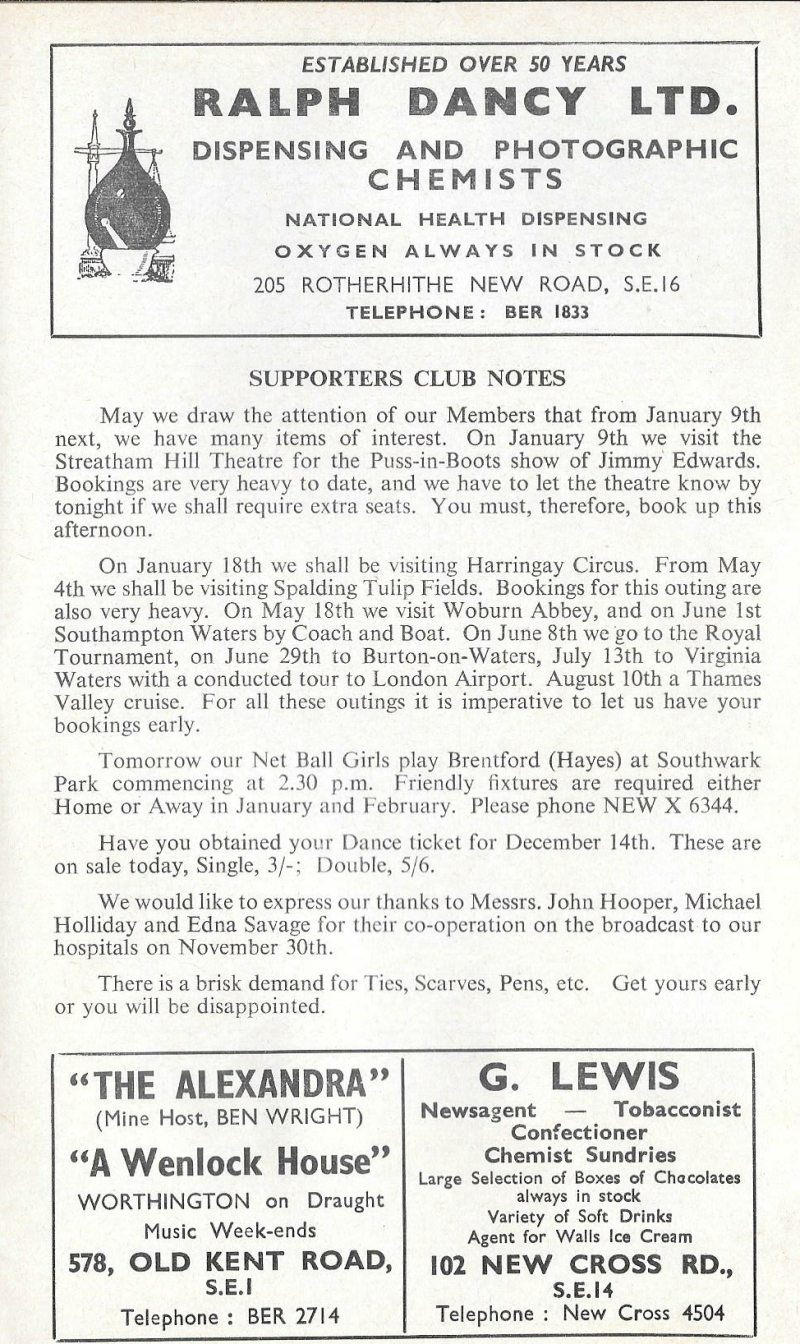 ESTABLISHED OVER 50 YEARS
RALPH DANCY LTD.
DISPENSING AND PHOTOGRAPHIC
CHEMISTS
NATIONAL HEALTH DISPENSING
OXYGEN ALWAYS IN STOCK
205 ROTHERHITHE NEW ROAD, S.E.16
TELEPHONE : BER 1833
SUPPORTERS CLUB NOTES
May we draw the attention of our Members that from January 9th
next, we have many items of interest. On January 9th we visit the
Streatham Hill Theatre for the Puss-in-Boots show of Jimmy Edwards.
Bookings are very heavy to date, and we have to let the theatre know by
tonight if we shall require extra seats. You must, therefore, book up this
afternoon.
On January 18th we shall be visiting Harringay Circus. From May
4th we shall be visiting Spalding Tulip Fields. Bookings for this outing are
also very heavy. On May 18th we visit Woburn Abbey, and on June 1st
Southampton Waters by Coach and Boat. On June 8th we go to the Royal
Tournament, on June 29th to Burton-on-Waters, July 13th to Virginia
Waters with a conducted tour to London Airport. August 10th a Thames
Valley cruise. For all these outings it is imperative to let us have your
bookings early.
Tomorrow our Net Ball Girls play Brentford (Hayes) at Southwark
Park commencing at 2.30 p.m. Friendly fixtures are required either
Home or Away in January and February. Please phone NEW X 6344.
Have you obtained your Dance ticket for December 14th. These are
on sale today, Single, 3/-; Double, 5/6.
We would like to express our thanks to Messrs. John Hooper, Michael
Holliday and Edna Savage for their co-operation on the broadcast to our
hospitals on November 30th.
There is a brisk demand for Ties, Scarves, Pens, etc. Get yours early
or you will be disappointed.
"THE ALEXANDRA"
(Mine Host, BEN WRIGHT)
"A Wenlock House"
WORTHINGTON on Draught
Music Week-ends
578, OLD KENT ROAD,
S.E.1
Telephone : BER 2714
G. LEWIS
Newsagent — Tobacconist
Confectioner
Chemist Sundries
Large Selection of Boxes of Chocolates
always in stock
Variety of Soft Drinks
Agent for Walls Ice Cream
102 NEW CROSS RD.,
S.E.14
Telephone : New Cross 4504